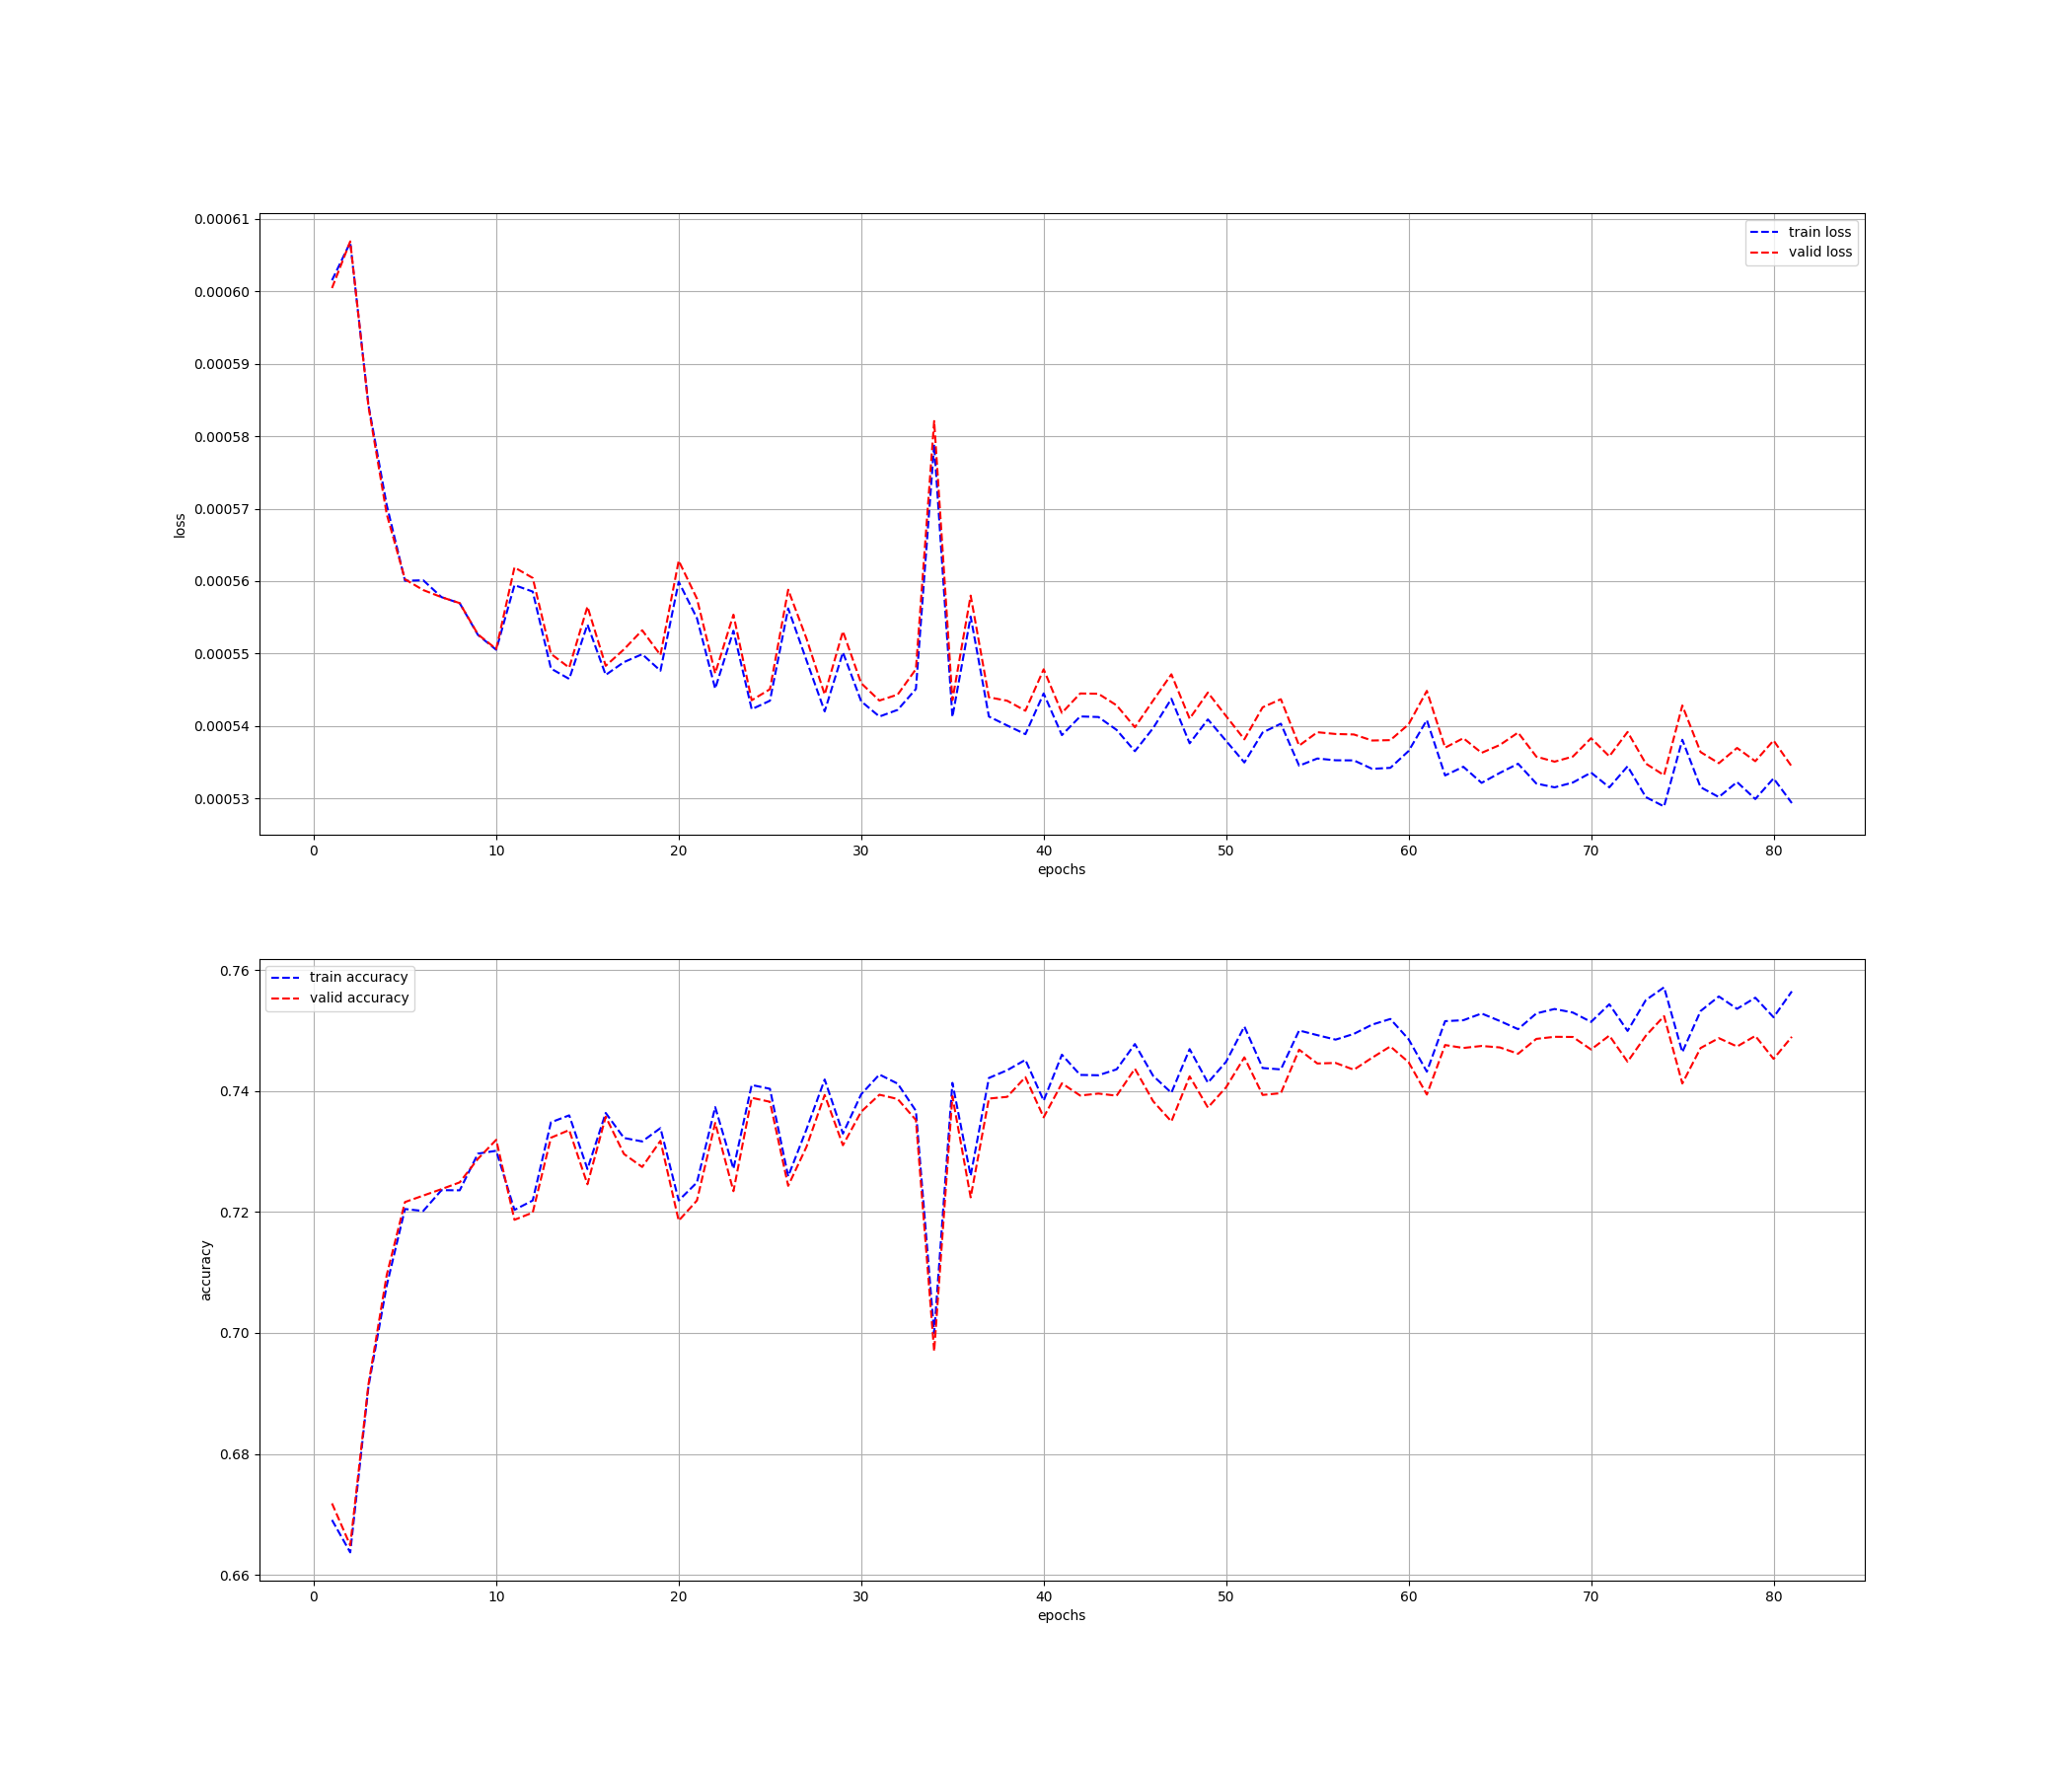 0.00061
0.00060
0.00059
0.00058
0.00057
0.00056
0.00055
0.00054
0.00053
loss
train loss
valid loss
0 10 20 30 40 50 60 70 80
epochs
0.76
0.74
0.72
0.70
0.68
0.66
accuracy
train accuracy
valid accuracy
0 10 20 30 40 50 60 70 80
epochs